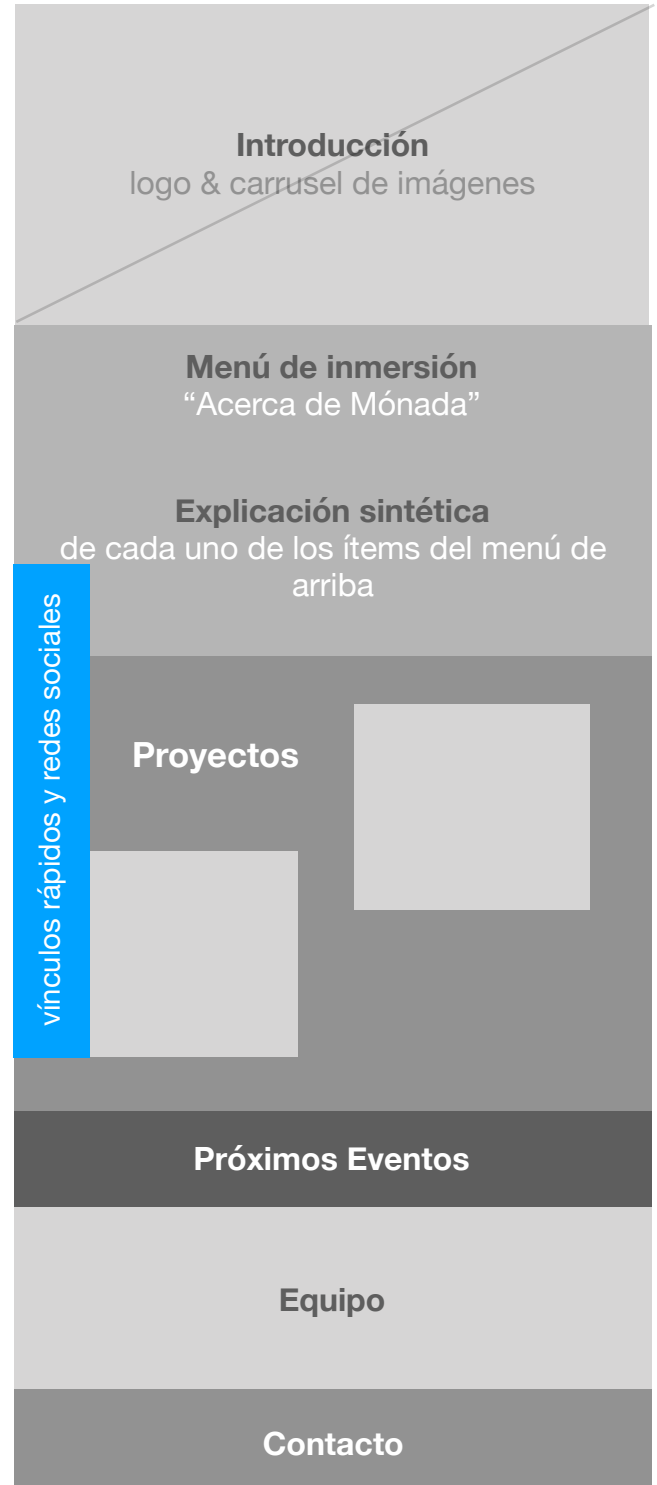 Introducción
logo & carrusel de imágenes
Menú de inmersión
“Acerca de Mónada”
Explicación sintética
de cada uno de los ítems del menú de
arriba
vínculos rápidos y redes sociales
Proyectos
Próximos Eventos
Equipo
Contacto